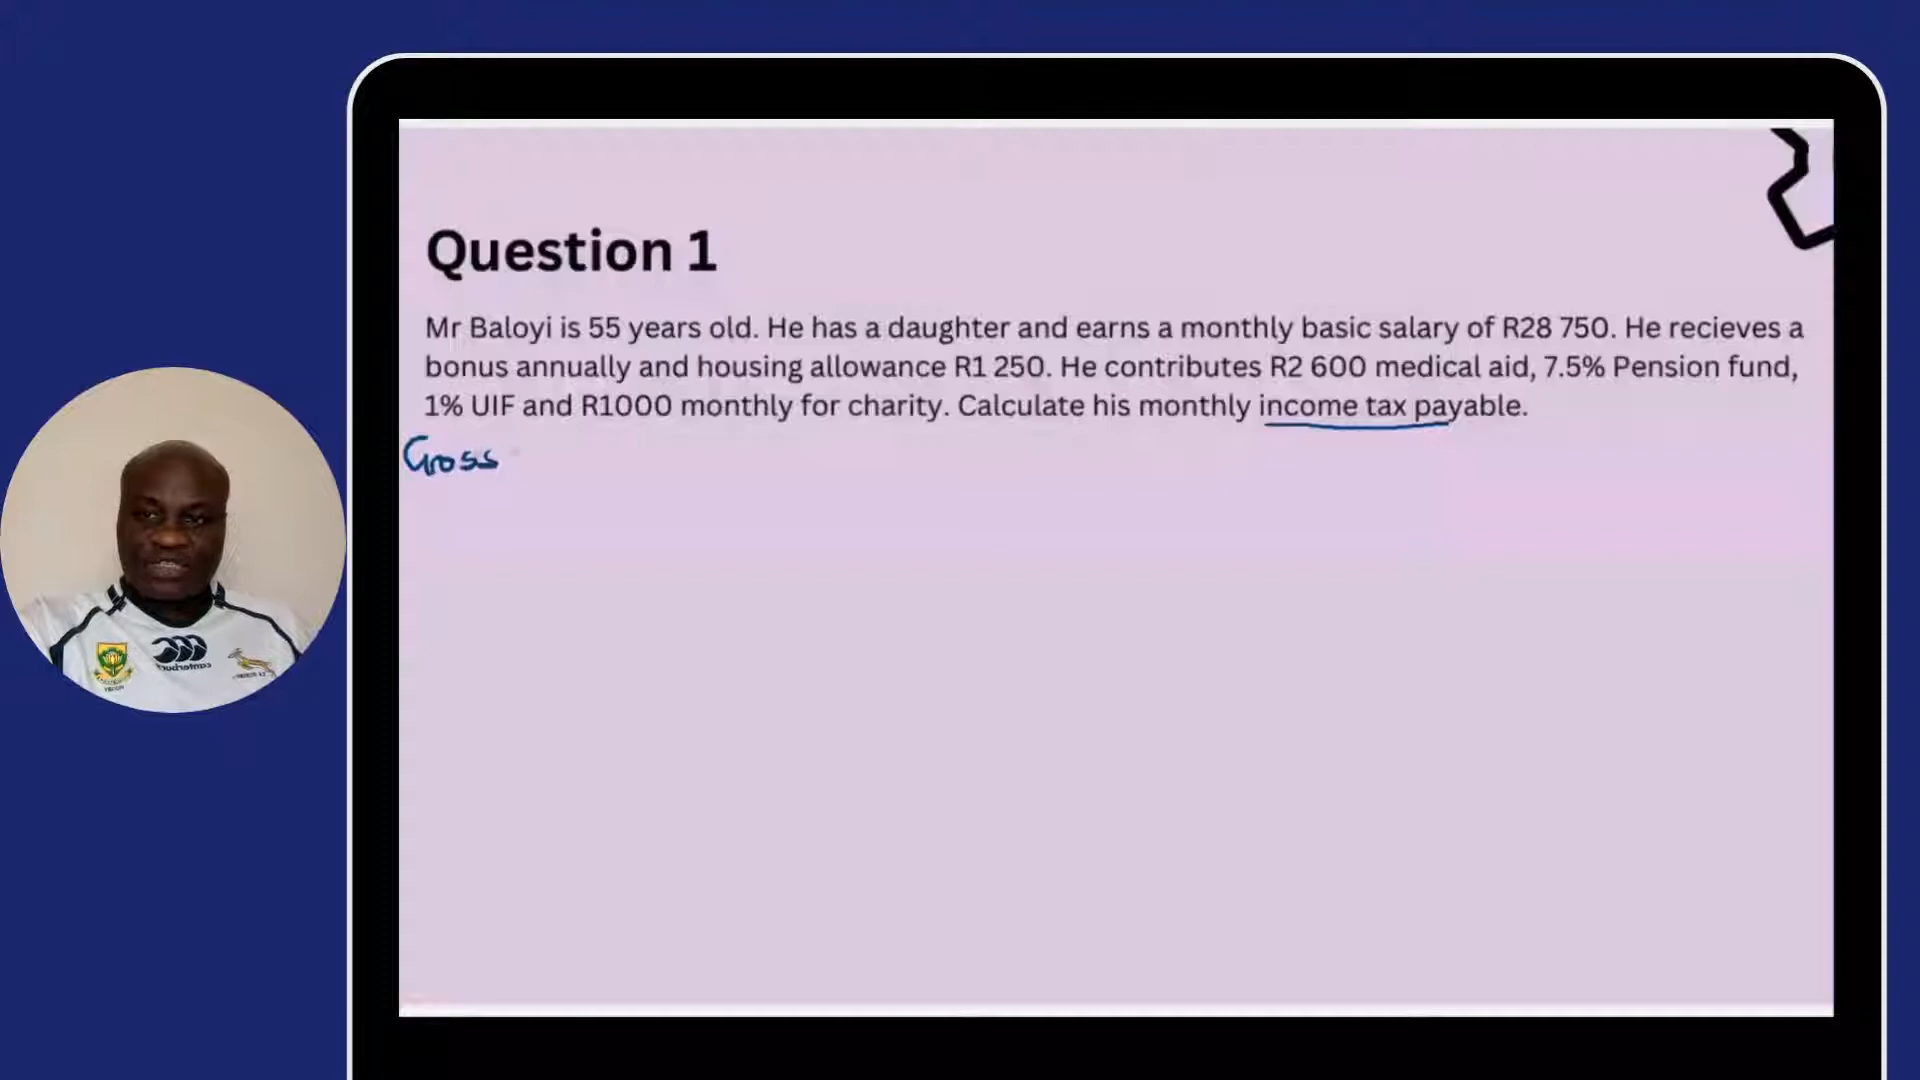 Question 1
Mr Baloyi is 55 years old. He has a daughter and earns a monthly basic salary of R28 750. He recieves a
bonus annually and housing allowance R1 250. He contributes R2 600 medical aid, 7.5% Pension fund,
1% UIF and R1000 monthly for charity. Calculate his monthly income tax payable.
Gross
canterbury